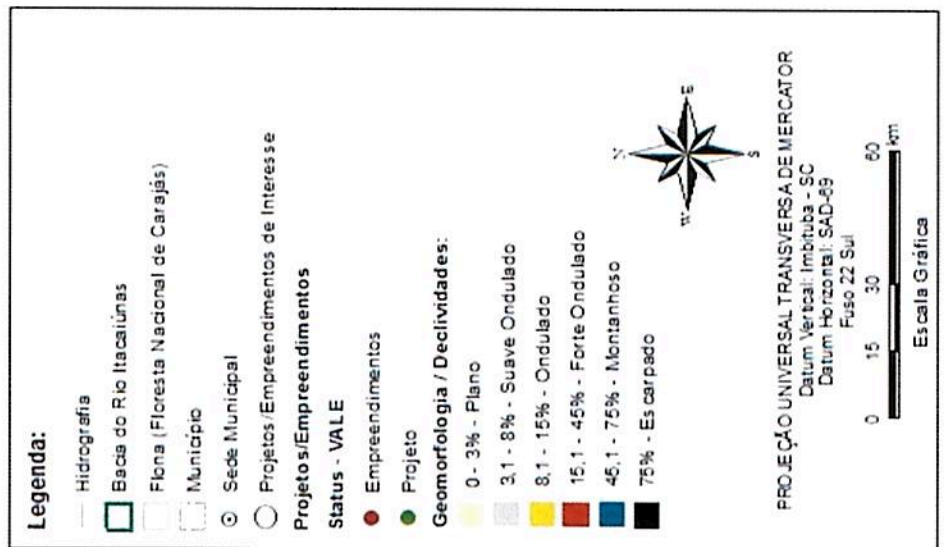 Legenda:
Hidrografia
Bacia do Rio Itacaiúnas
Flona (Floresta Nacional de Carajás)
Município
Sede Municipal
Projetos/Empreendimentos de Interesse
Projetos/Empreendimentos
Status - VALE
Empreendimentos
Projeto
Geomorfologia / Declividades:
0 - 3% - Plano
3,1 - 8% - Suave Ondulado
8,1 - 15% - Ondulado
15,1 - 45% - Forte Ondulado
45,1 - 75% - Montanhoso
75% - Escarpado
N
W E
S
PROJEÇÃO UNIVERSAL TRANSVERSA DE MERCATOR
Datum Vertical: Imbituba - SC
Datum Horizontal: SAD-69
Fuso 22 Sul
0 15 30 60
km
Escala Gráfica